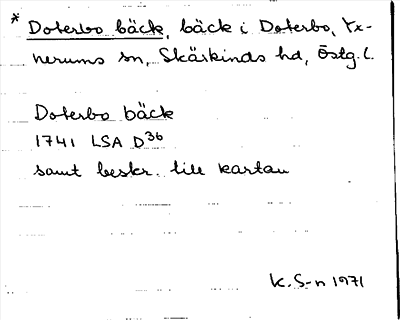 * Doterbo bäck, bäck i Doterbo, Yx-
nerums sn, Skärkinds hd, Östg. l.
Doterbo bäck
1741 LSA D36
samt beskr. till kartan
K. S-n 1971